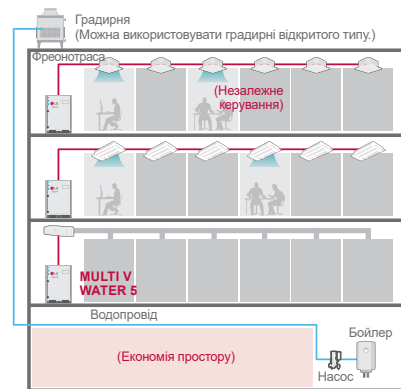 Градирня
(Можна використовувати градирні відкритого типу.)
Фреонотраса
(Незалежне
керування)
MULTI V
WATER 5
Водопровід
Бойлер
(Економія простору)
Насос